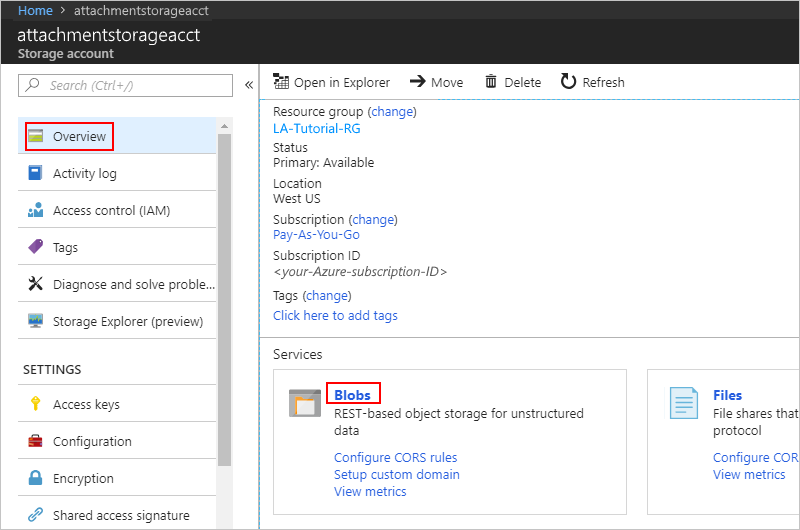 Home > attachmentstorageacct
attachmentstorageacct
Storage account
Search (Ctrl+/)
«
Overview
Activity log
Access control (IAM)
Tags
Diagnose and solve proble...
Storage Explorer (preview)
SETTINGS
Access keys
Configuration
Encryption
Shared access signature
Open in Explorer Move Delete Refresh
Resource group (change)
LA-Tutorial-RG
Status
Primary: Available
Location
West US
Subscription (change)
Pay-As-You-Go
Subscription ID
<your-Azure-subscription-ID>
Tags (change)
Click here to add tags
Services
Blobs
REST-based object storage for unstructured
data
Configure CORS rules
Setup custom domain
View metrics
Files
File shares that
protocol
Configure COR
View metrics